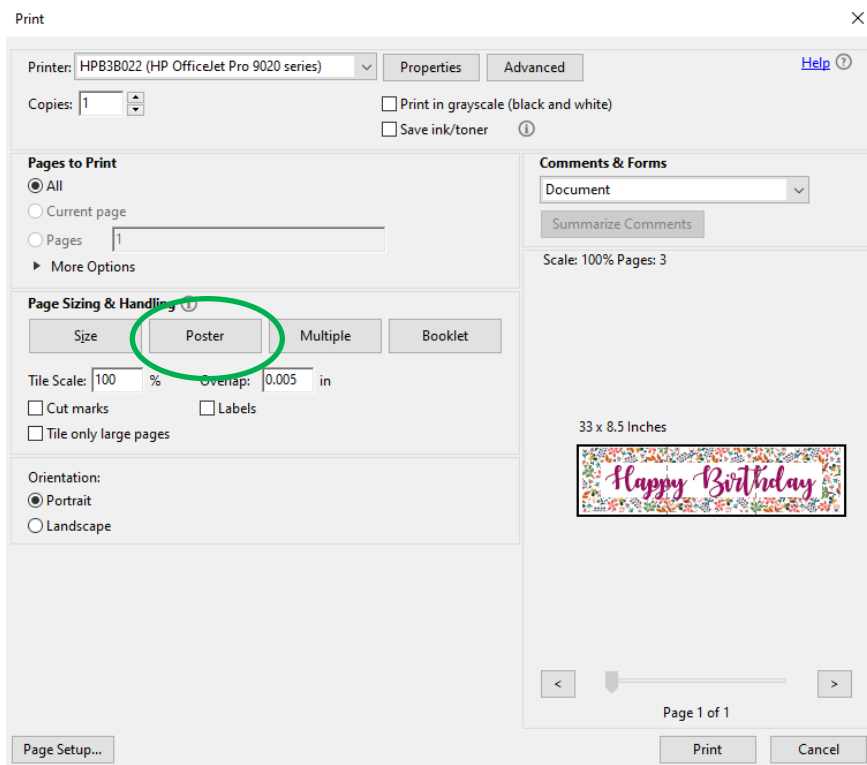 Print
Printer: HPB3B022 (HP OfficeJet Pro 9020 series) Properties Advanced Help
Copies: 1 Print in grayscale (black and white)
Save ink/toner
Pages to Print
All
Current page
Pages 1
More Options
Comments & Forms
Document
Summarize Comments
Scale: 100% Pages: 3
Page Sizing & Handling
Size Poster Multiple Booklet
Tile Scale: 100 % Overlap: 0.005 in
Cut marks Labels
Tile only large pages
Orientation:
Portrait
Landscape
33 x 8.5 Inches
Happy Birthday
< >
Page 1 of 1
Page Setup... Print Cancel